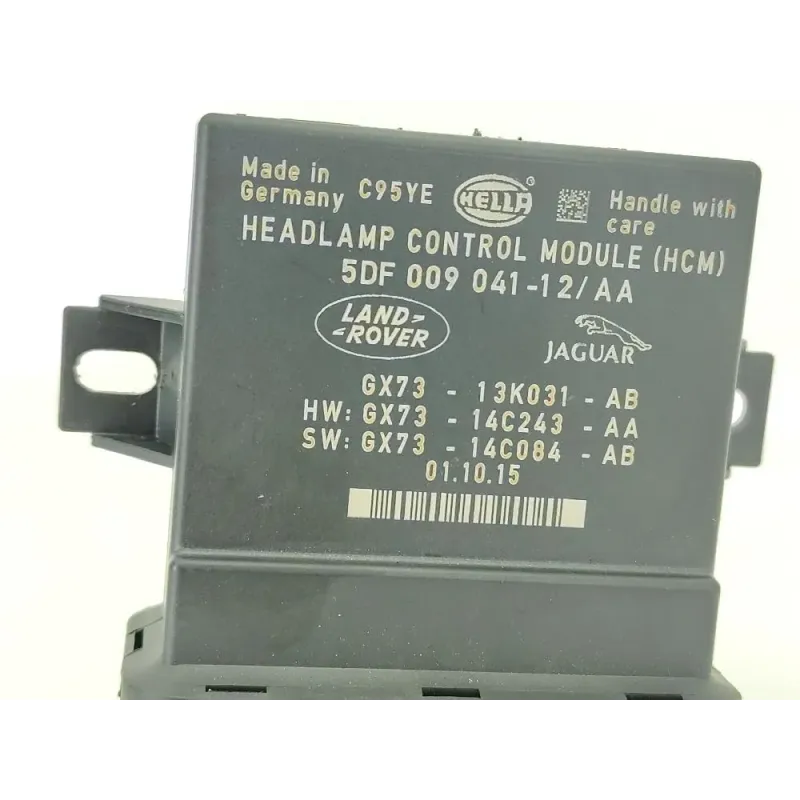 Made in Germany C95YE HELLA Handle with care
HEADLAMP CONTROL MODULE (HCM)
5DF 009 041-12/AA
LAND ROVER JAGUAR
GX73 - 13K031 - AB
HW: GX73 - 14C243 - AA
SW: GX73 - 14C084 - AB
01.10.15